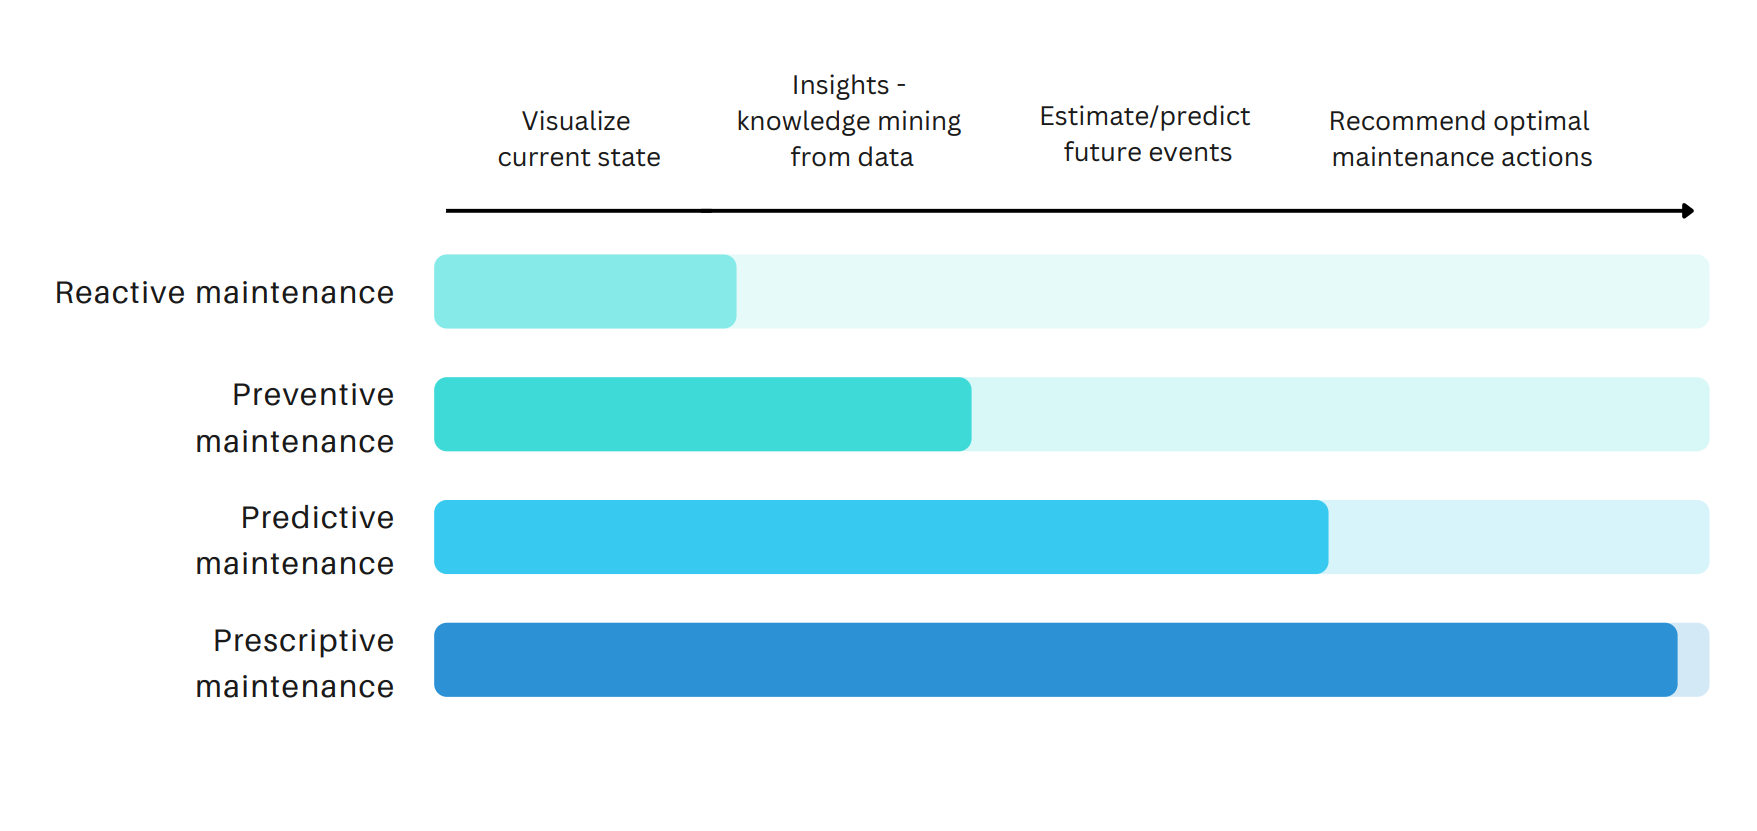 Visualize
current state
Insights -
knowledge mining
from data
Estimate/predict
future events
Recommend optimal
maintenance actions
Reactive maintenance
Preventive
maintenance
Predictive
maintenance
Prescriptive
maintenance